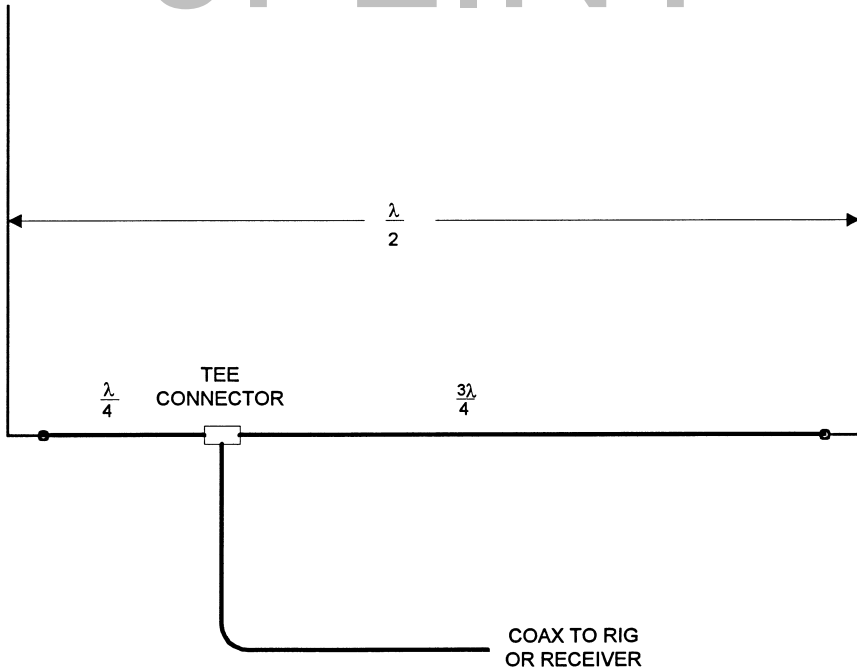 λ
2
TEE
CONNECTOR
λ
4
3λ
4
COAX TO RIG
OR RECEIVER